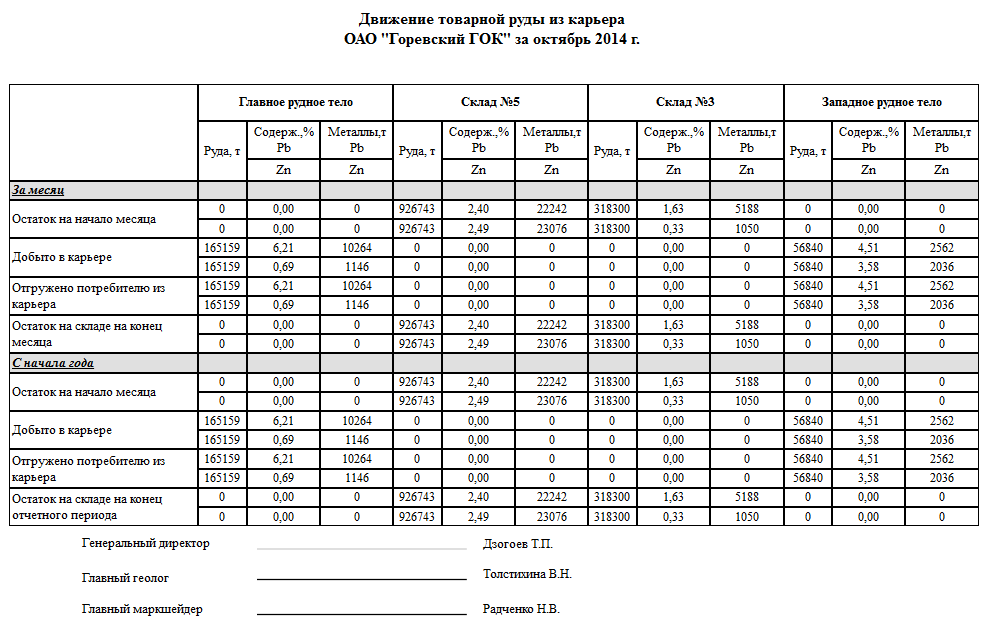 Движение товарной руды из карьера
ОАО "Горевский ГОК" за октябрь 2014 г.
Главное рудное тело Склад №5 Склад №3 Западное рудное тело
Руда, т Содерж.,% Pb Металлы,т Pb Руда, т Содерж.,% Pb Металлы,т Pb Руда, т Содерж.,% Pb Металлы,т Pb Руда, т Содерж.,% Pb Металлы,т Pb
Zn Zn Zn Zn Zn Zn Zn Zn
За месяц
Остаток на начало месяца 0 0,00 0 926743 2,40 22242 318300 1,63 5188 0 0,00 0
0 0,00 0 926743 2,49 23076 318300 0,33 1050 0 0,00 0
Добыто в карьере 165159 6,21 10264 0 0,00 0 0 0,00 0 56840 4,51 2562
165159 0,69 1146 0 0,00 0 0 0,00 0 56840 3,58 2036
Отгружено потребителю из 165159 6,21 10264 0 0,00 0 0 0,00 0 56840 4,51 2562
карьера 165159 0,69 1146 0 0,00 0 0 0,00 0 56840 3,58 2036
Остаток на складе на конец 0 0,00 0 926743 2,40 22242 318300 1,63 5188 0 0,00 0
месяца 0 0,00 0 926743 2,49 23076 318300 0,33 1050 0 0,00 0
С начала года
Остаток на начало месяца 0 0,00 0 926743 2,40 22242 318300 1,63 5188 0 0,00 0
0 0,00 0 926743 2,49 23076 318300 0,33 1050 0 0,00 0
Добыто в карьере 165159 6,21 10264 0 0,00 0 0 0,00 0 56840 4,51 2562
165159 0,69 1146 0 0,00 0 0 0,00 0 56840 3,58 2036
Отгружено потребителю из 165159 6,21 10264 0 0,00 0 0 0,00 0 56840 4,51 2562
карьера 165159 0,69 1146 0 0,00 0 0 0,00 0 56840 3,58 2036
Остаток на складе на конец 0 0,00 0 926743 2,40 22242 318300 1,63 5188 0 0,00 0
отчетного периода 0 0,00 0 926743 2,49 23076 318300 0,33 1050 0 0,00 0
Генеральный директор Дзогоев Т.П.
Главный геолог Толстихина В.Н.
Главный маркшейдер Радченко Н.В.